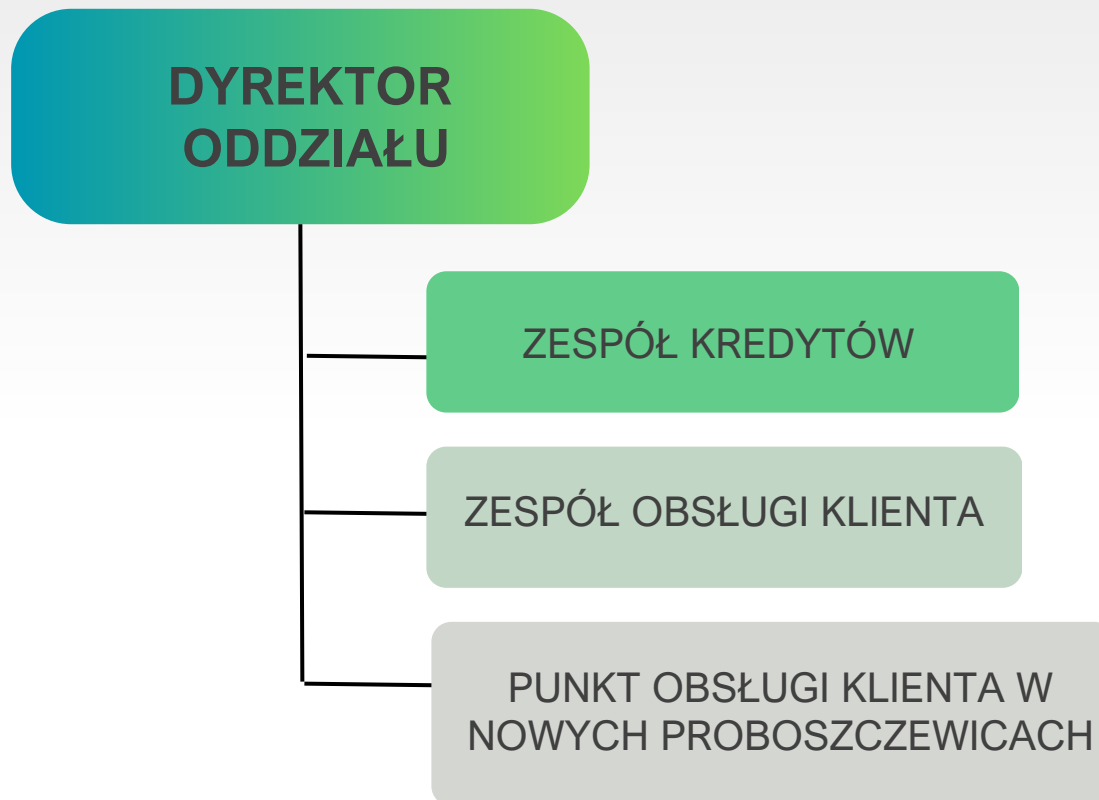 DYREKTOR
ODDZIAŁU
ZESPÓŁ KREDYTÓW
ZESPÓŁ OBSŁUGI KLIENTA
PUNKT OBSŁUGI KLIENTA W
NOWYCH PROBOSZCZEWICACH